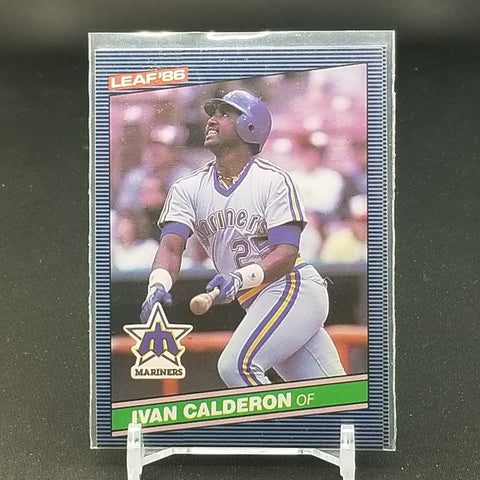 LEAF '86
Mariners
25
MARINERS
IVAN CALDERON OF